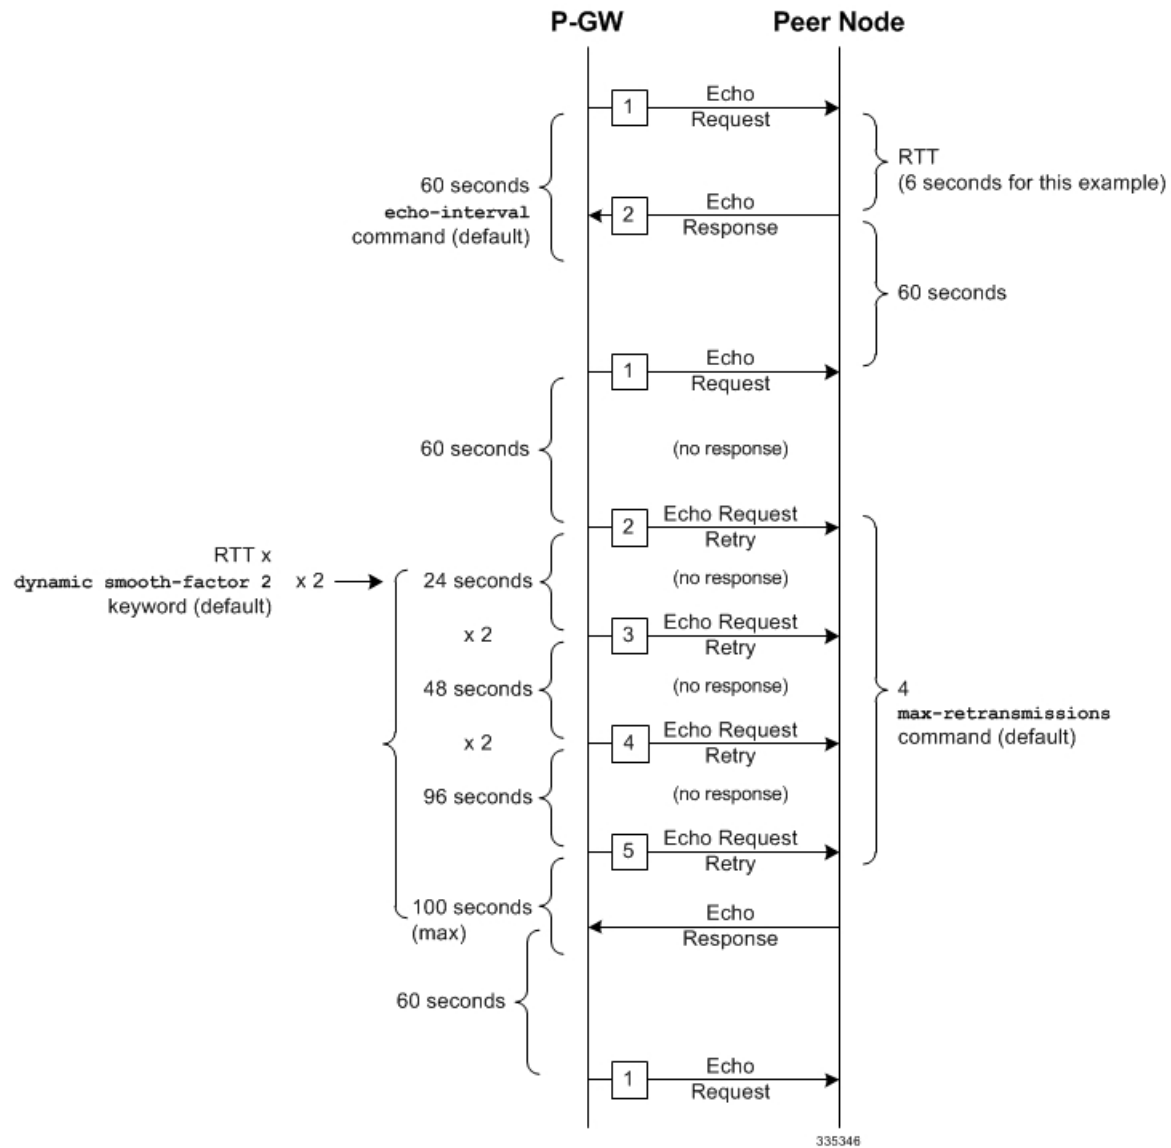 P-GW
Peer Node
1
Echo
Request
RTT
(6 seconds for this example)
60 seconds
echo-interval
command (default)
2
Echo
Response
60 seconds
1
Echo
Request
60 seconds
(no response)
2
Echo Request
Retry
RTT x
dynamic smooth-factor 2
keyword (default)
x 2
24 seconds
(no response)
x 2
3
Echo Request
Retry
48 seconds
(no response)
4
max-retransmissions
command (default)
x 2
4
Echo Request
Retry
96 seconds
(no response)
5
Echo Request
Retry
100 seconds
(max)
Echo
Response
60 seconds
1
Echo
Request
335346